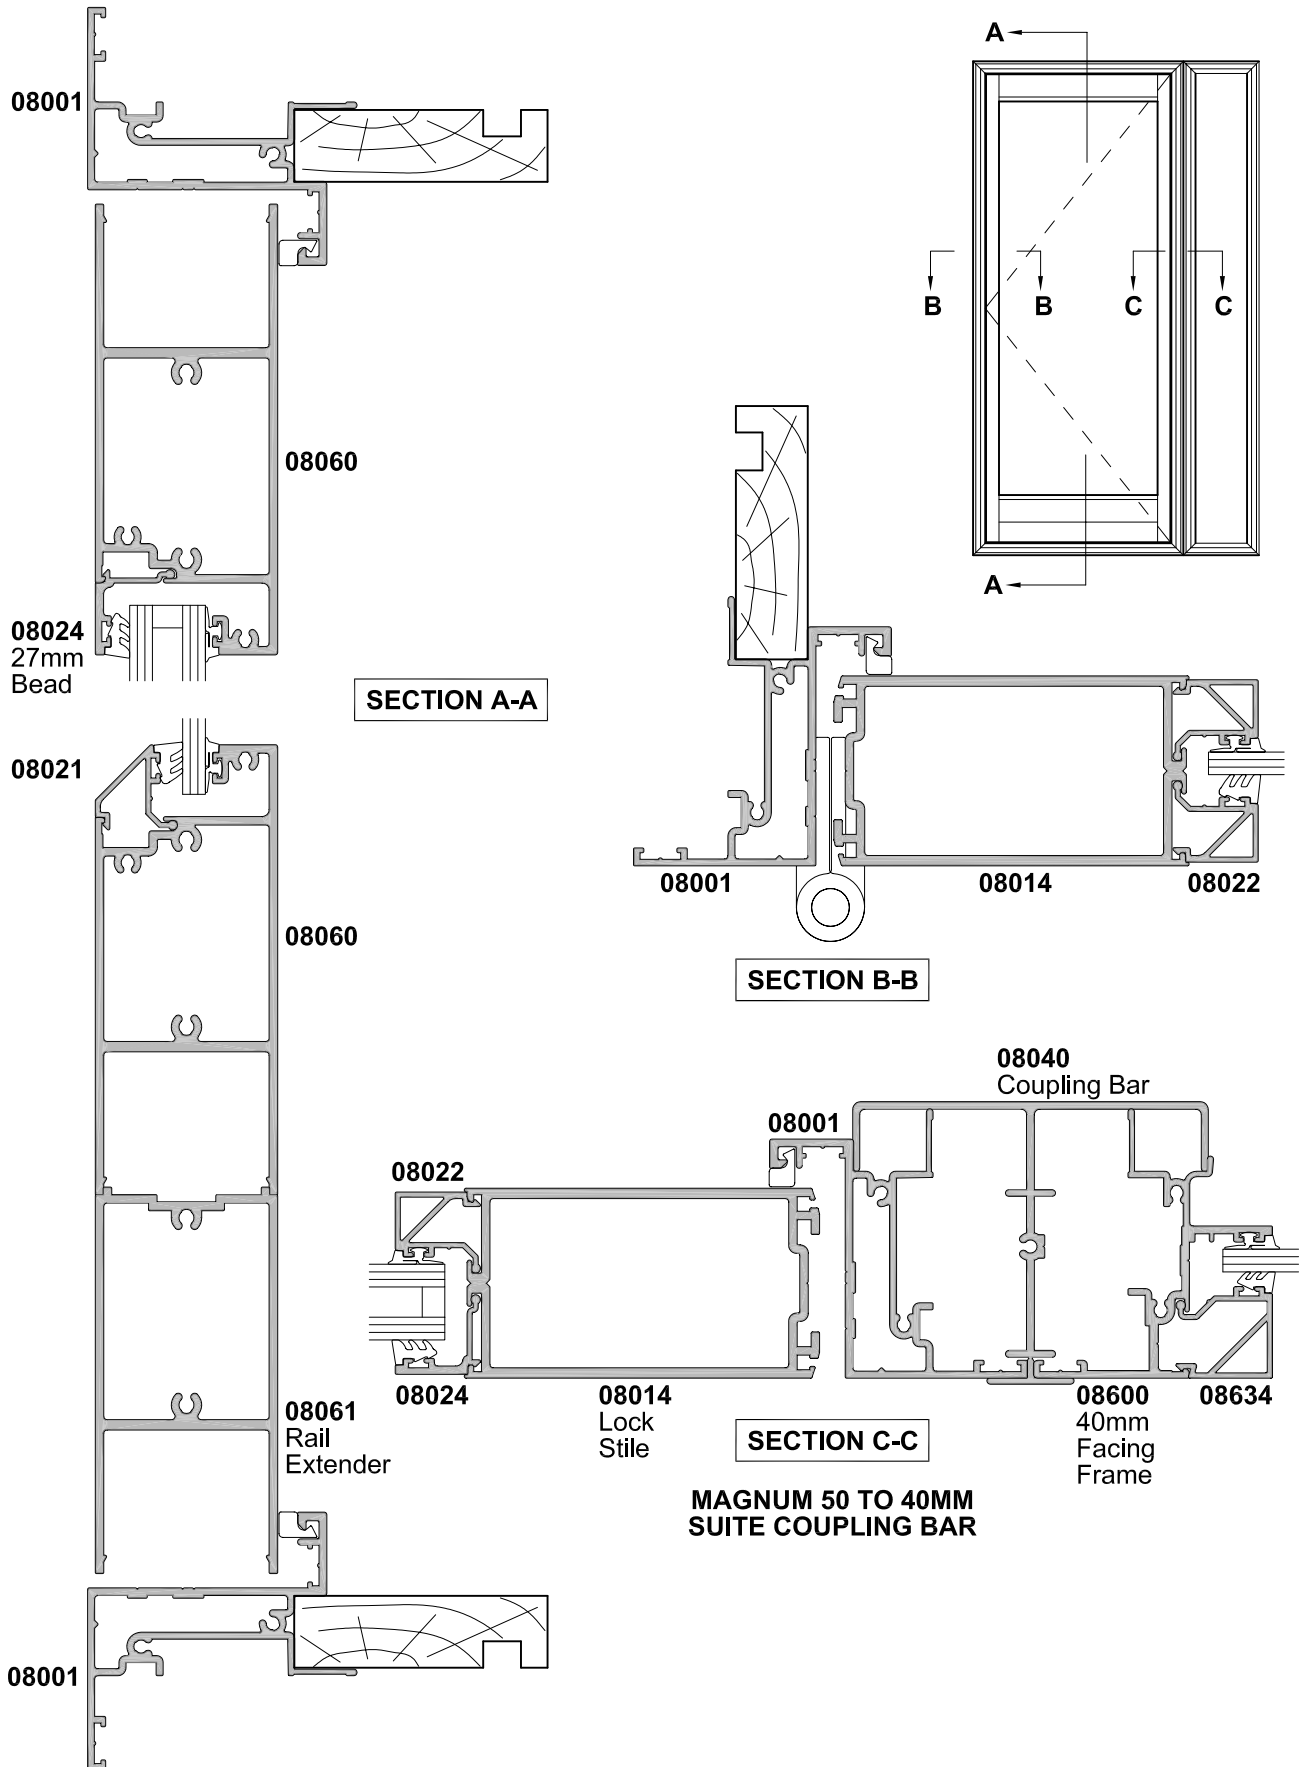 A
08001
B
B
C
C
08060
A
08024
27mm
Bead
SECTION A-A
08021
08001
08014
08022
08060
SECTION B-B
08040
Coupling Bar
08001
08022
08061
Rail
Extender
08024
08014
Lock
Stile
SECTION C-C
08600
40mm
Facing
Frame
08634
MAGNUM 50 TO 40MM
SUITE COUPLING BAR
08001